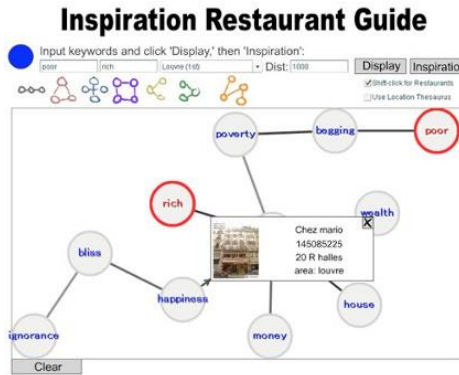 Inspiration Restaurant Guide
Input keywords and click 'Display,' then 'Inspiration':
poor rich Louvre (1st) Dist: 1000 Display Inspiratio
Shift-click for Restaurants
Use Location Thesaurus
poverty begging poor
rich wealth
Chez mario
145085225
20 R halles
area: louvre
bliss
happiness house
ignorance money
Clear